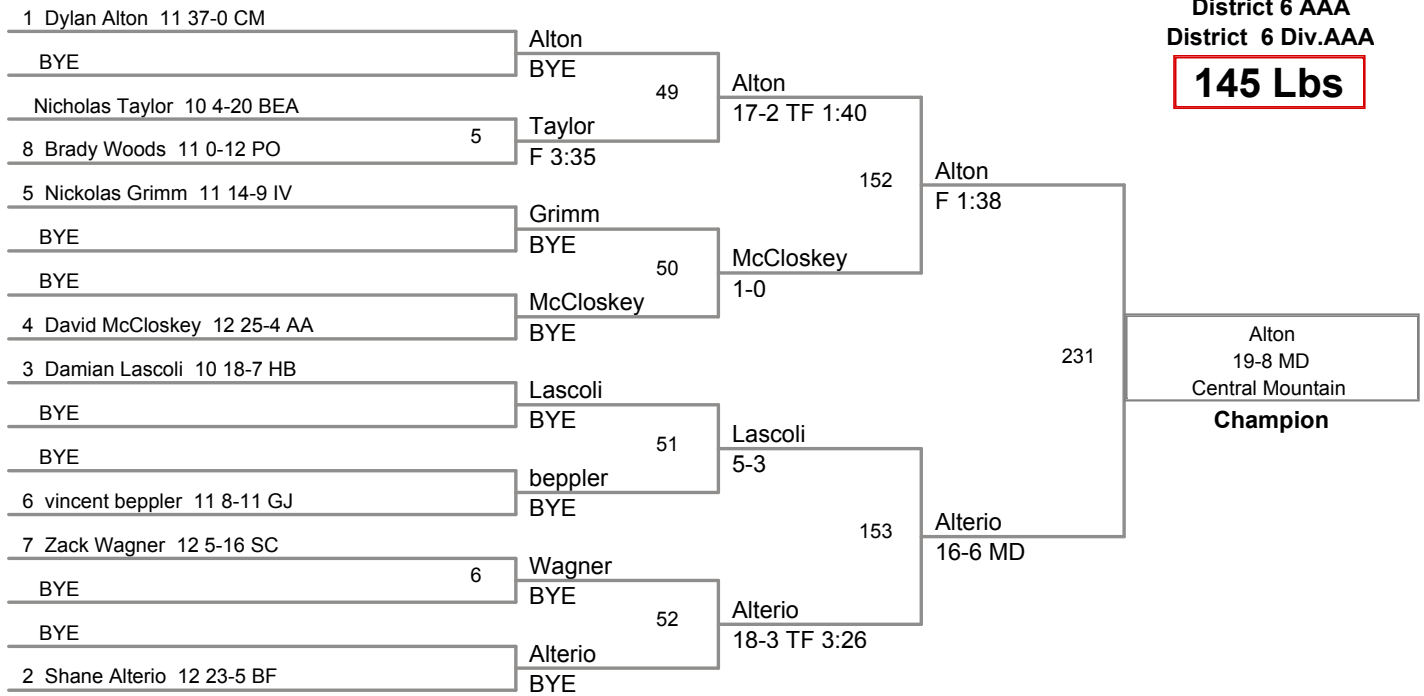 District 6 AAA
District 6 Div.AAA
145 Lbs
1 Dylan Alton 11 37-0 CM
BYE
Nicholas Taylor 10 4-20 BEA
8 Brady Woods 11 0-12 PO
5 Nickolas Grimm 11 14-9 IV
BYE
BYE
4 David McCloskey 12 25-4 AA
3 Damian Lascoli 10 18-7 HB
BYE
BYE
6 vincent beppler 11 8-11 GJ
7 Zack Wagner 12 5-16 SC
BYE
BYE
2 Shane Alterio 12 23-5 BF
5
6
Alton
BYE
Taylor
F 3:35
Grimm
BYE
McCloskey
BYE
Lascoli
BYE
beppler
BYE
Wagner
BYE
Alterio
BYE
49
50
51
52
Alton
17-2 TF 1:40
McCloskey
1-0
Lascoli
5-3
Alterio
18-3 TF 3:26
152
153
Alton
F 1:38
Alterio
16-6 MD
231
Alton
19-8 MD
Central Mountain
Champion